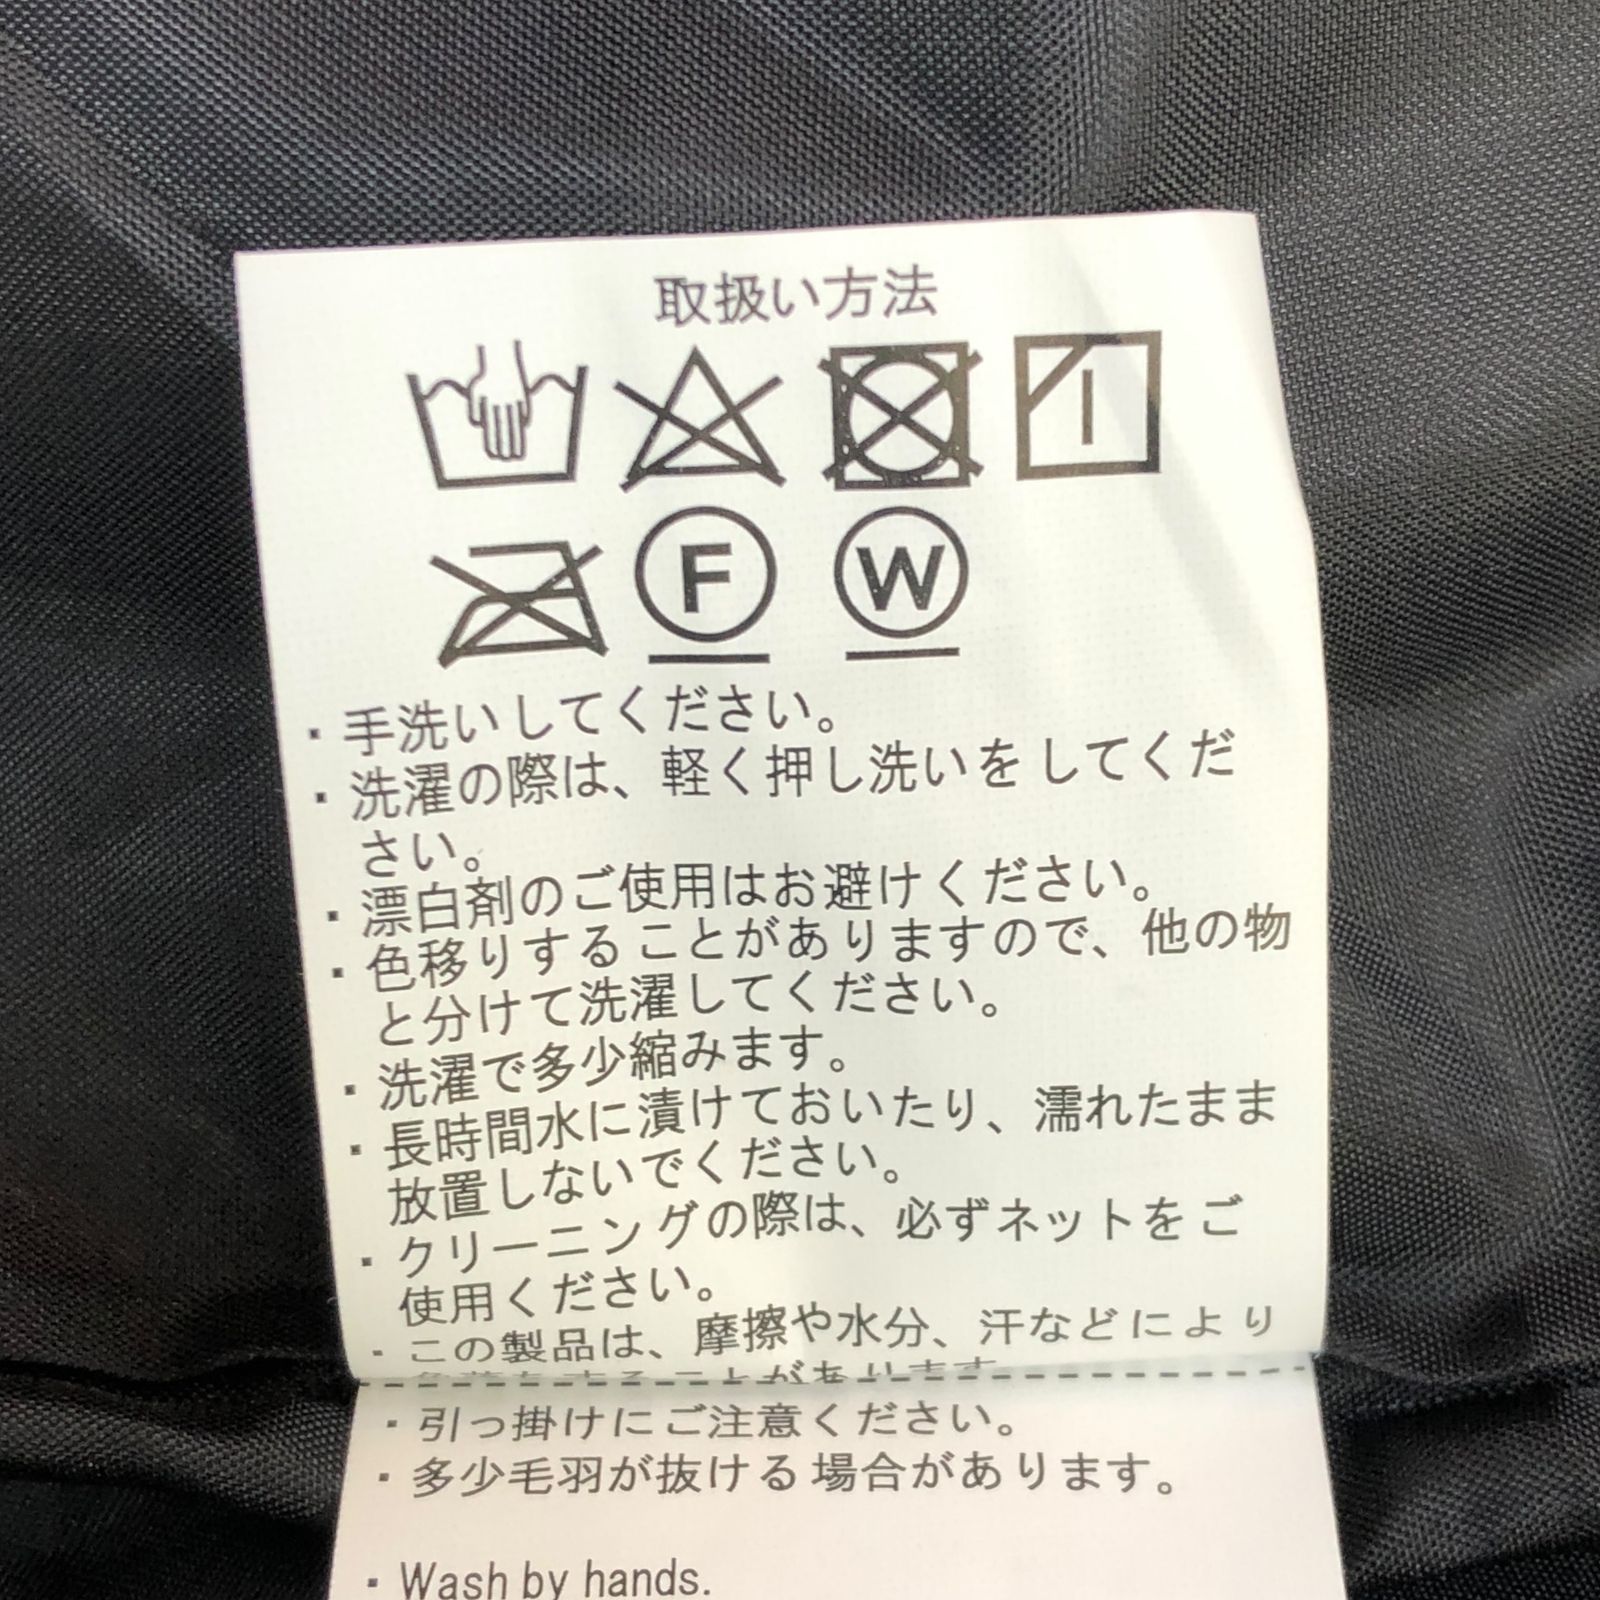 取扱い方法
F W
・手洗いしてください。
・洗濯の際は、軽く押し洗いをしてくだ
さい。
・漂白剤のご使用はお避けください。
・色移りすることがありますので、他の物
と分けて洗濯してください。
・洗濯で多少縮みます。
・長時間水に漬けておいたり、濡れたまま
放置しないでください。
・クリーニングの際は、必ずネットをご
使用ください。
・この製品は、摩擦や水分、汗などにより
することがあります
・引っ掛けにご注意ください。
・多少毛羽が抜ける場合があります。
・Wash by hands.